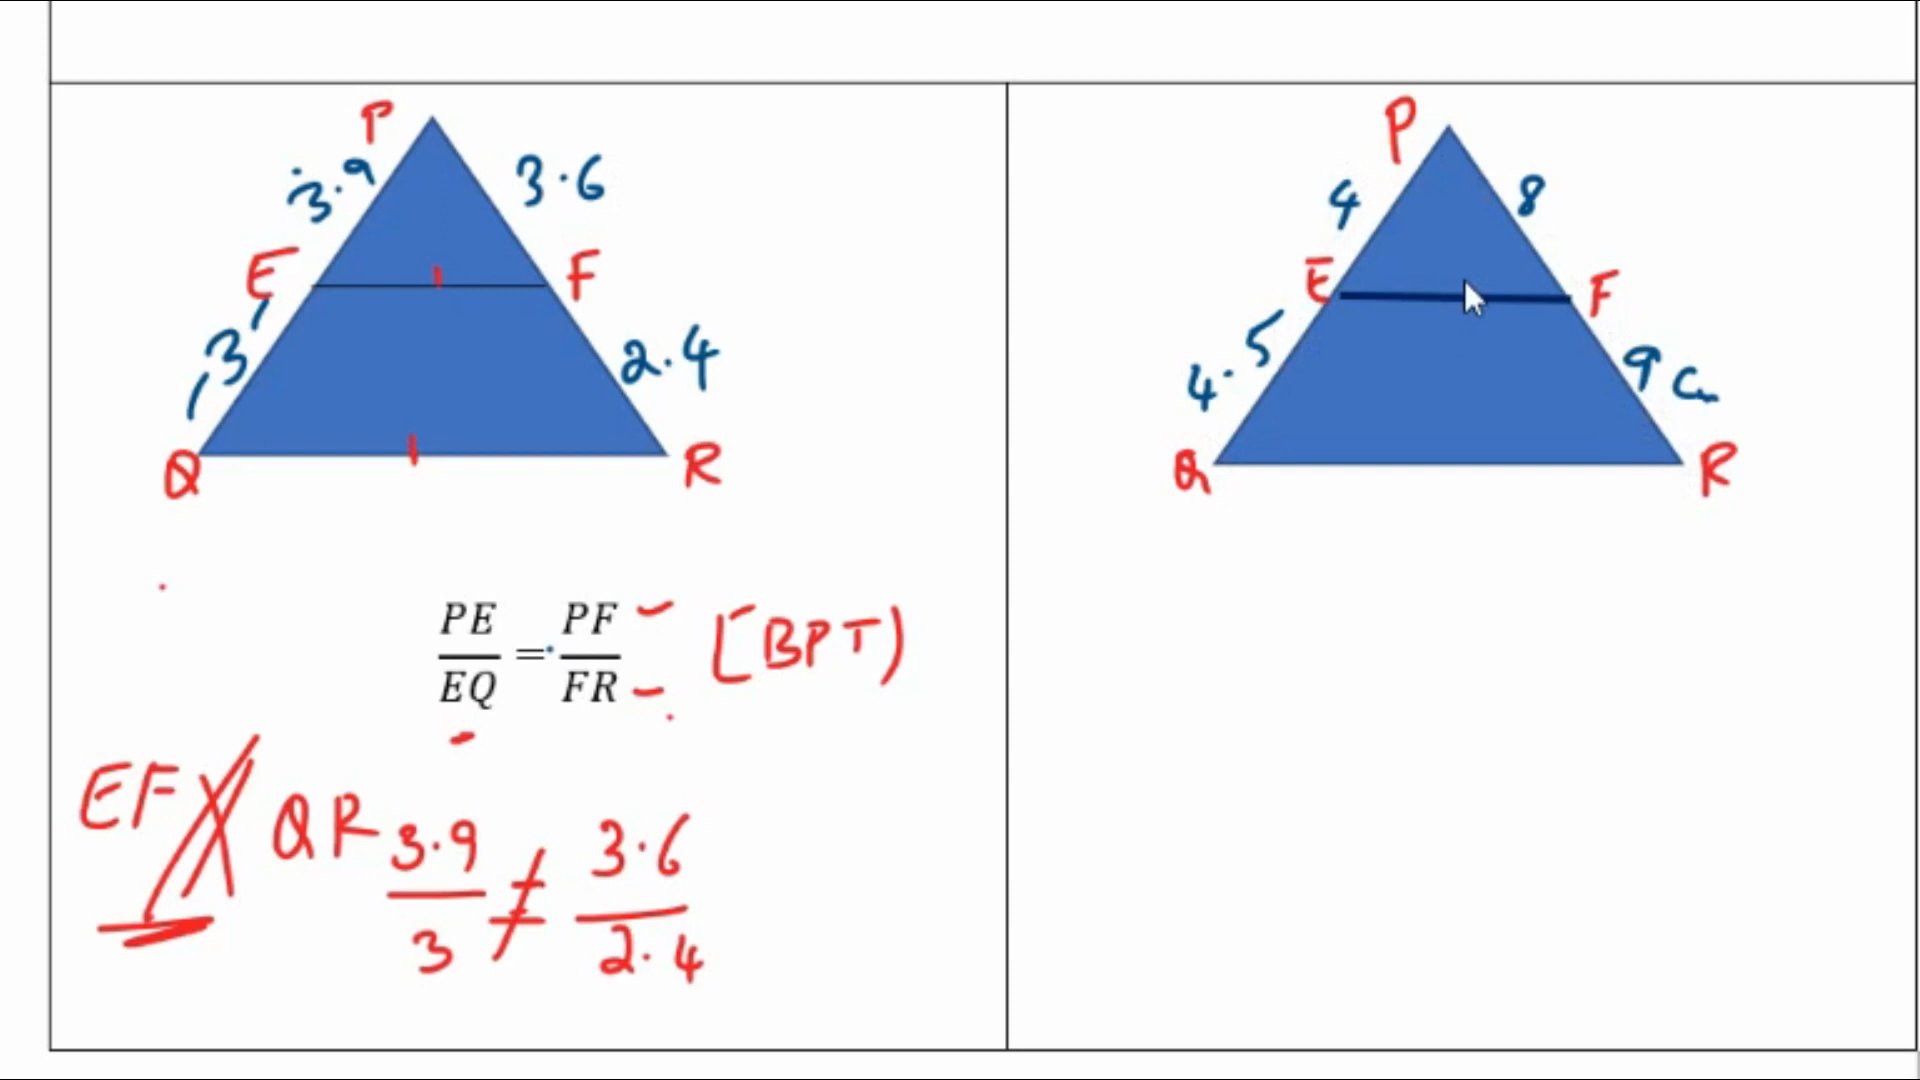 P
3.9
3.6
E
F
3
2.4
Q
R
PE/EQ = PF/FR [BPT)
EF ∦ QR 3.9/3 ≠ 3.6/2.4
P
4
8
E
F
4.5
9 cm
Q
R